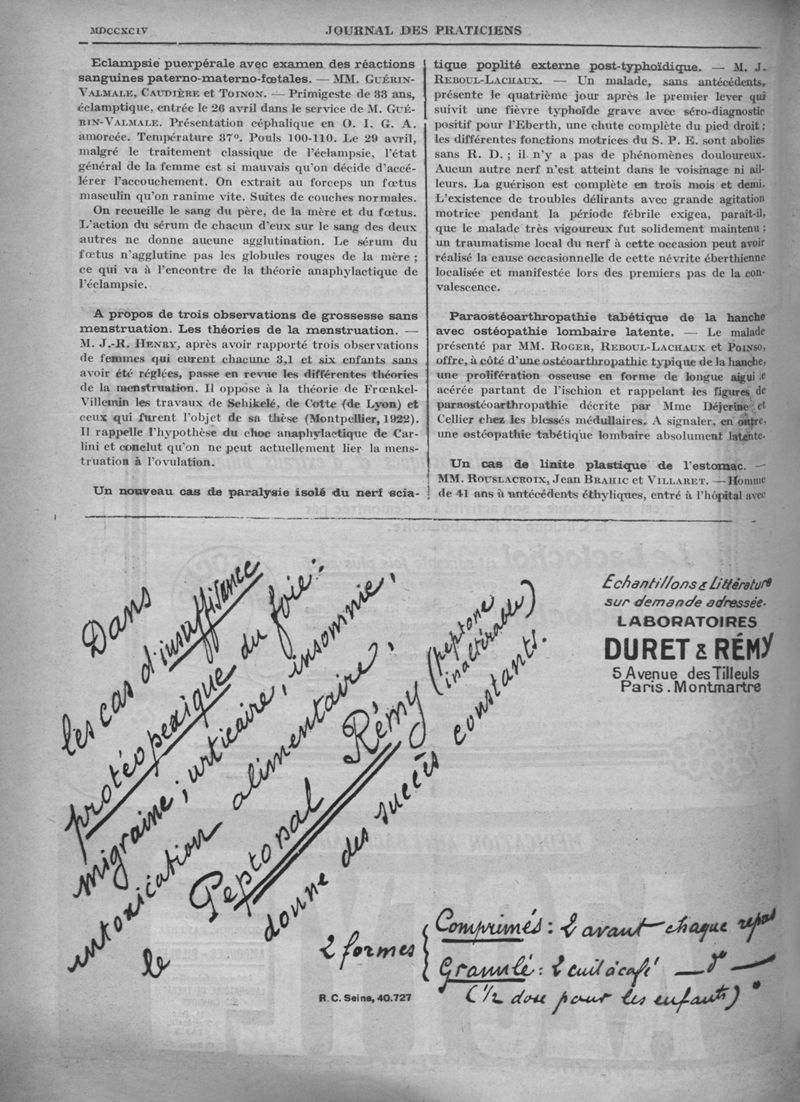 MDCCXCIV
JOURNAL DES PRATICIENS
Eclampsie puerpérale avec examen des réactions
sanguines paterno-materno-fœtales. — MM. GUÉRIN-
VALMALE, CAUDIÈRE et TOINON. — Primigeste de 33 ans,
éclamptique, entrée le 26 avril dans le service de M. GUÉ-
RIN-VALMALE. Présentation céphalique en O. I. G. A.
amorcée. Température 37°. Pouls 100-110. Le 29 avril,
malgré le traitement classique de l'éclampsie, l'état
général de la femme est si mauvais qu'on décide d'accé-
lérer l'accouchement. On extrait au forceps un fœtus
masculin qu'on ranime vite. Suites de couches normales.
On recueille le sang du père, de la mère et du fœtus.
L'action du sérum de chacun d'eux sur le sang des deux
autres ne donne aucune agglutination. Le sérum du
fœtus n'agglutine pas les globules rouges de la mère ;
ce qui va à l'encontre de la théorie anaphylactique de
l'éclampsie.
A propos de trois observations de grossesse sans
menstruation. Les théories de la menstruation. —
M. J.-R. HENRY, après avoir rapporté trois observations
de femmes qui eurent chacune 3,1 et six enfants sans
avoir été réglées, passe en revue les différentes théories
de la menstruation. Il oppose à la théorie de Frœnkel-
Villemin les travaux de Sehikelé, de Cotte (de Lyon) et
ceux qui furent l'objet de sa thèse (Montpellier, 1922).
Il rappelle l'hypothèse du choc anaphylactique de Car-
lini et conclut qu'on ne peut actuellement lier la mens-
truation à l'ovulation.
Un nouveau cas de paralysie isolé du nerf scia-
tique poplité externe post-typhoïdique. — M. J.
REBOUL-LACHAUX. — Un malade, sans antécédents,
présente le quatrième jour après le premier lever qui
suivit une fièvre typhoïde grave avec séro-diagnostic
positif pour l'Eberth, une chute complète du pied droit ;
les différentes fonctions motrices du S. P. E. sont abolies
sans R. D. ; il n'y a pas de phénomènes douloureux.
Aucun autre nerf n'est atteint dans le voisinage ni ail-
leurs. La guérison est complète en trois mois et demi.
L'existence de troubles délirants avec grande agitation
motrice pendant la période fébrile exigea, paraît-il,
que le malade très vigoureux fut solidement maintenu ;
un traumatisme local du nerf à cette occasion peut avoir
réalisé la cause occasionnelle de cette névrite éberthienne
localisée et manifestée lors des premiers pas de la con-
valescence.
Paraostéoarthropathie tabétique de la hanche
avec ostéopathie lombaire latente. — Le malade
présenté par MM. ROGER, REBOUL-LACHAUX et POINSO,
offre, à côté d'une ostéoarthropathie typique de la hanche,
une prolifération osseuse en forme de longue aigui e
acérée partant de l'ischion et rappelant les figures de
paraostéoarthropathie décrite par Mme Déjerine et
Cellier chez les blessés médullaires. A signaler, en outre,
une ostéopathie tabétique lombaire absolument latente.
Un cas de linite plastique de l'estomac. —
MM. ROUSLACROIX, Jean BRAHIC et VILLARET. — Homme
de 41 ans à antécédents éthyliques, entré à l'hôpital avec
Dans
les cas d'insuffisance
protéopexique du foie :
migraine ; urticaire, insomnie,
intoxication alimentaire,
le Peptonal Rémy (peptone
inaltérable)
donne des succès constants.
Echantillons & Littérature
sur demande adressée.
LABORATOIRES
DURET & RÉMY
5 Avenue des Tilleuls
Paris. Montmartre
2 formes
Comprimés : 2 avant chaque repas
Granulé : 2 cuil à café — d° —
(½ dose pour les enfants)
R. C. Seine, 40.727